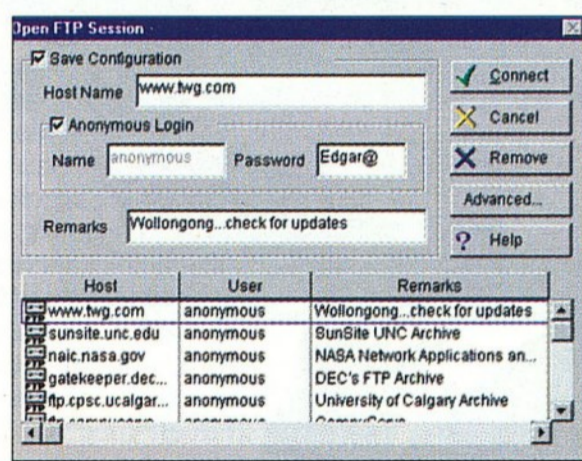 Open FTP Session
Save Configuration
Host Name www.twg.com
Anonymous Login
Name anonymous Password Edgar@
Remarks Wollongong...check for updates
Connect
Cancel
Remove
Advanced...
? Help
Host User Remarks
www.twg.com anonymous Wollongong...check for updates
sunsite.unc.edu anonymous SunSite UNC Archive
naic.nasa.gov anonymous NASA Network Applications an...
gatekeeper.dec... anonymous DEC's FTP Archive
ftp.cpsc.ucalgar... anonymous University of Calgary Archive